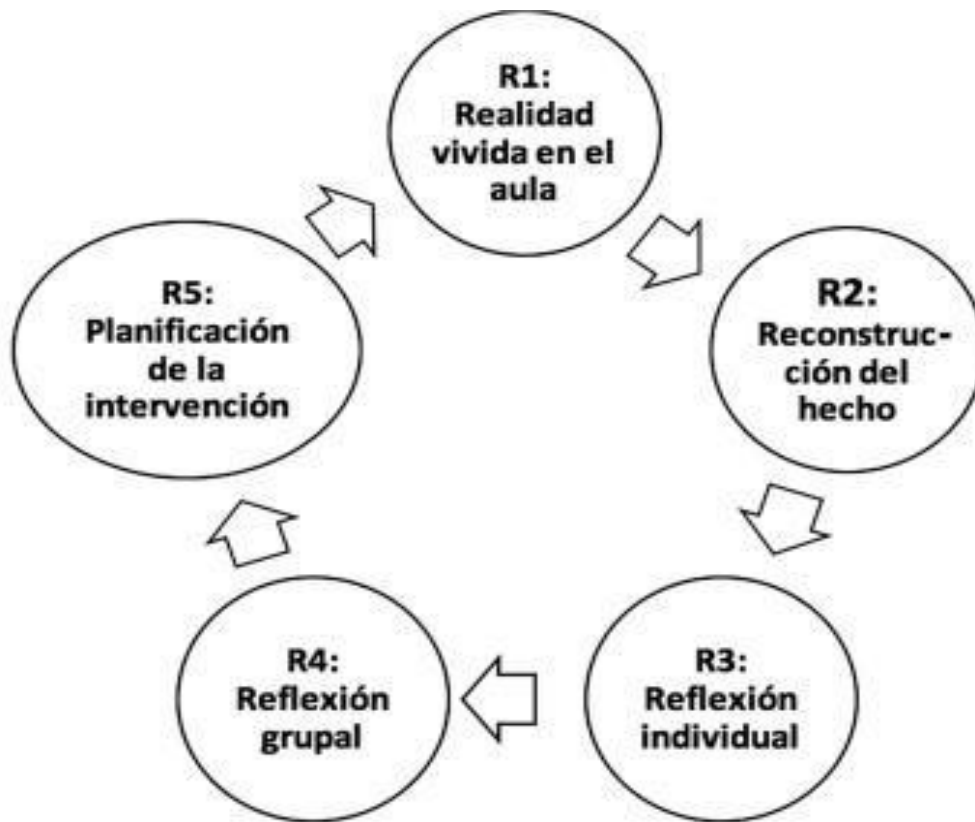 R1:
Realidad
vivida en el
aula
R2:
Reconstruc-
ción del
hecho
R3:
Reflexión
individual
R4:
Reflexión
grupal
R5:
Planificación
de la
intervención